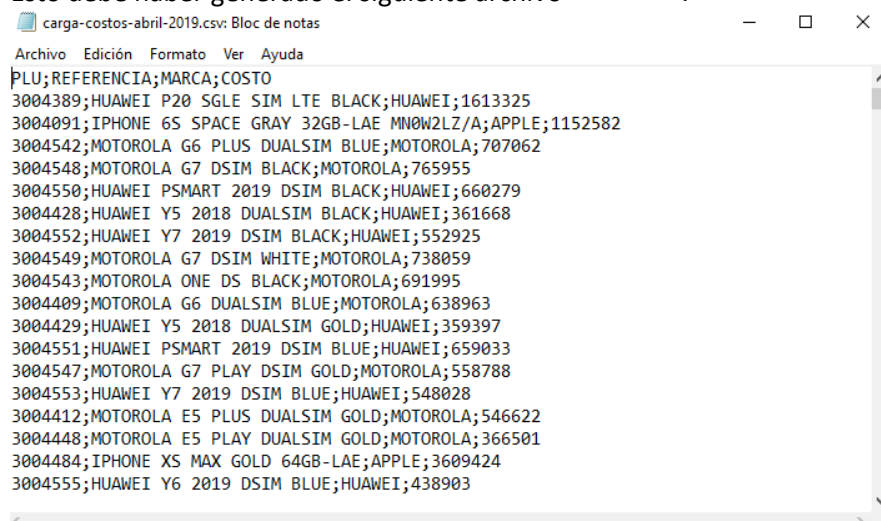 Esto debe haber generado el siguiente archivo
carga-costos-abril-2019.csv: Bloc de notas
Archivo Edición Formato Ver Ayuda
PLU;REFERENCIA;MARCA;COSTO
3004389;HUAWEI P20 SGLE SIM LTE BLACK;HUAWEI;1613325
3004091;IPHONE 6S SPACE GRAY 32GB-LAE MN0W2LZ/A;APPLE;1152582
3004542;MOTOROLA G6 PLUS DUALSIM BLUE;MOTOROLA;707062
3004548;MOTOROLA G7 DSIM BLACK;MOTOROLA;765955
3004550;HUAWEI PSMART 2019 DSIM BLACK;HUAWEI;660279
3004428;HUAWEI Y5 2018 DUALSIM BLACK;HUAWEI;361668
3004552;HUAWEI Y7 2019 DSIM BLACK;HUAWEI;552925
3004549;MOTOROLA G7 DSIM WHITE;MOTOROLA;738059
3004543;MOTOROLA ONE DS BLACK;MOTOROLA;691995
3004409;MOTOROLA G6 DUALSIM BLUE;MOTOROLA;638963
3004429;HUAWEI Y5 2018 DUALSIM GOLD;HUAWEI;359397
3004551;HUAWEI PSMART 2019 DSIM BLUE;HUAWEI;659033
3004547;MOTOROLA G7 PLAY DSIM GOLD;MOTOROLA;558788
3004553;HUAWEI Y7 2019 DSIM BLUE;HUAWEI;548028
3004412;MOTOROLA E5 PLUS DUALSIM GOLD;MOTOROLA;546622
3004448;MOTOROLA E5 PLAY DUALSIM GOLD;MOTOROLA;366501
3004484;IPHONE XS MAX GOLD 64GB-LAE;APPLE;3609424
3004555;HUAWEI Y6 2019 DSIM BLUE;HUAWEI;438903